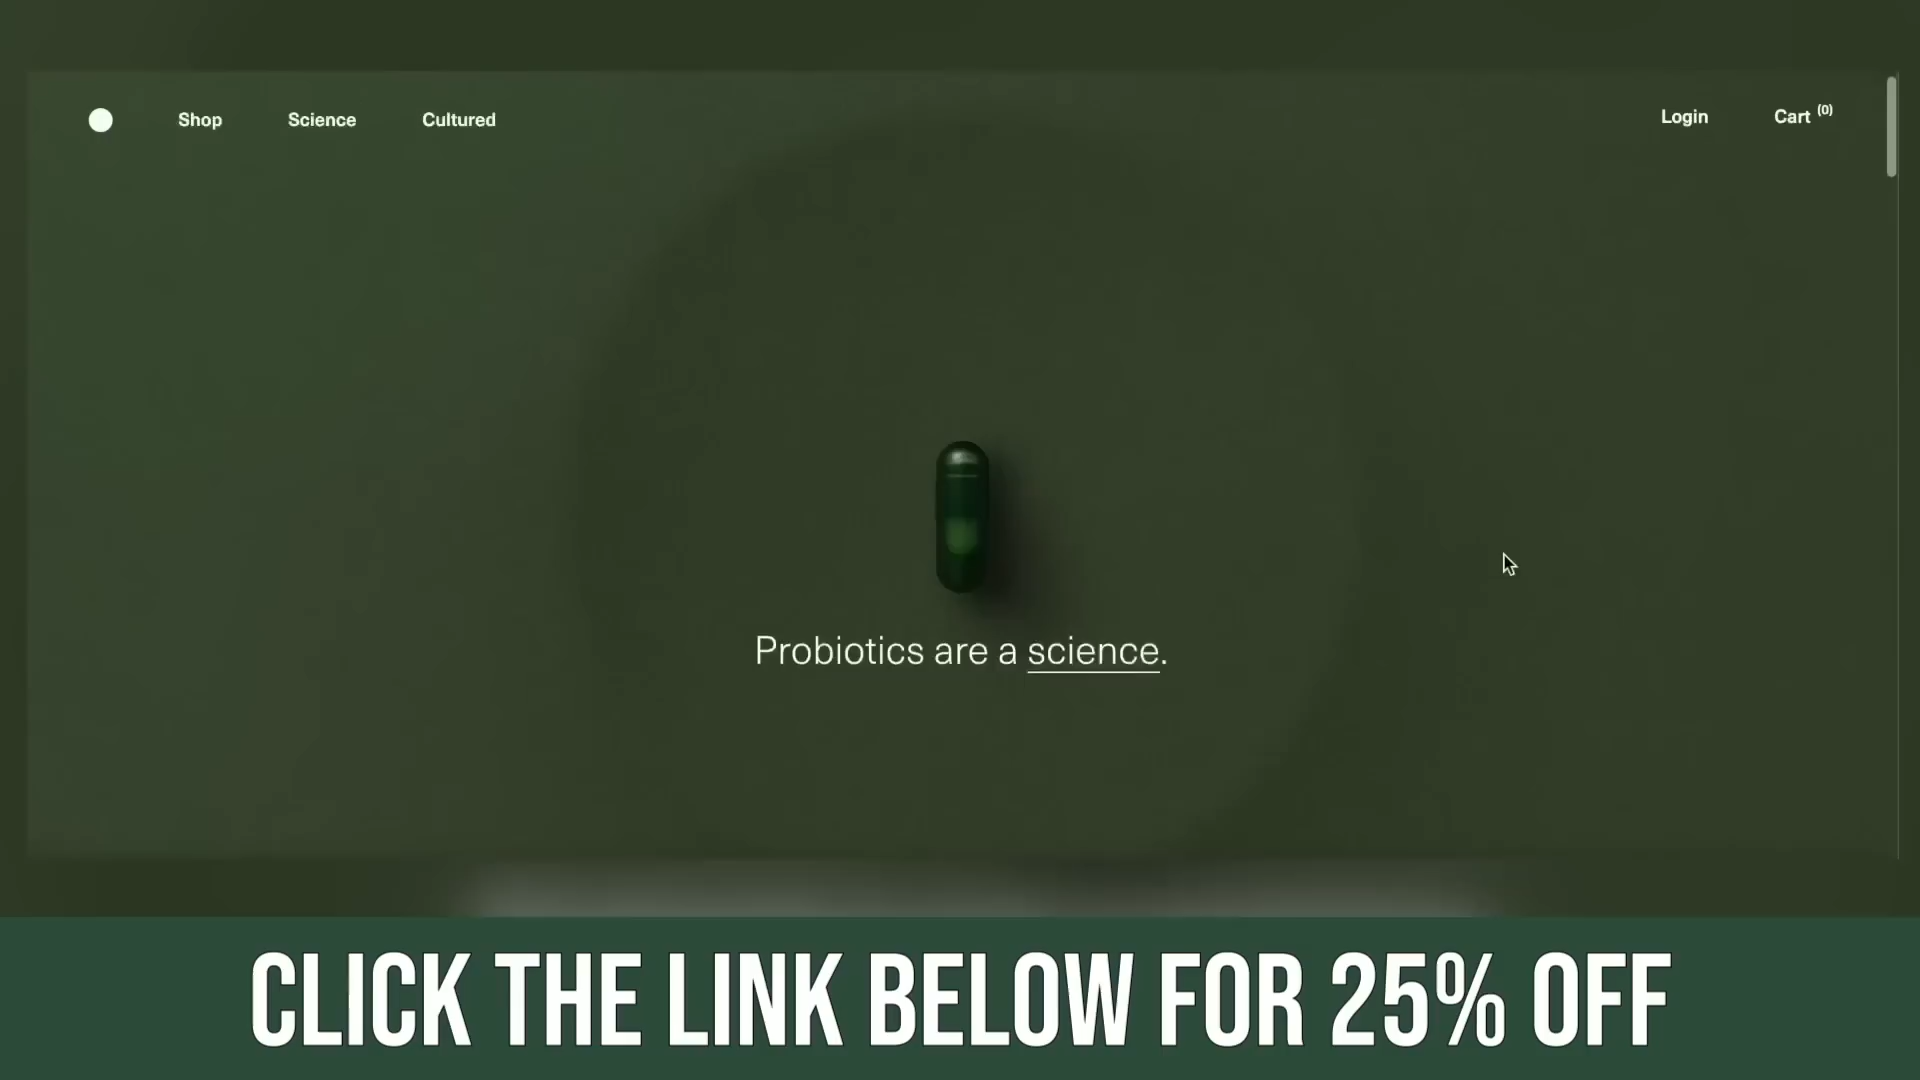 Shop Science Cultured Login Cart (0)
Probiotics are a science.
CLICK THE LINK BELOW FOR 25% OFF